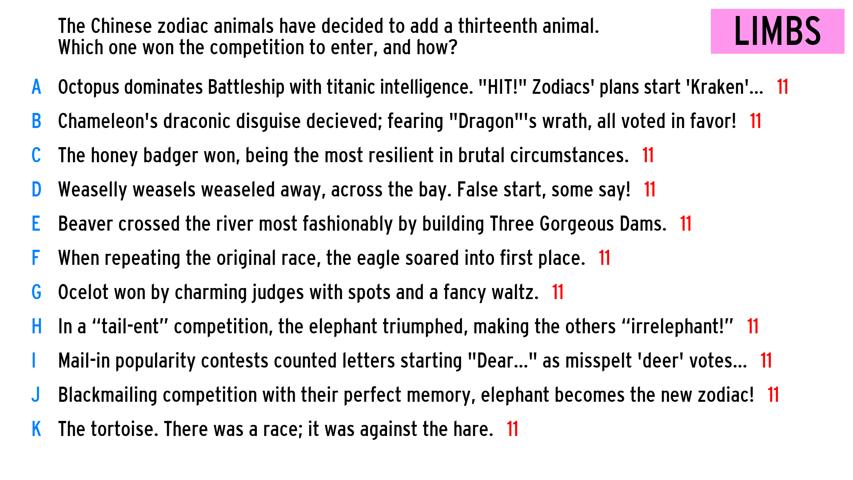 The Chinese zodiac animals have decided to add a thirteenth animal.
Which one won the competition to enter, and how?
LIMBS
A Octopus dominates Battleship with titanic intelligence. "HIT!" Zodiacs' plans start 'Kraken'... 11
B Chameleon's draconic disguise decieved; fearing "Dragon"'s wrath, all voted in favor! 11
C The honey badger won, being the most resilient in brutal circumstances. 11
D Weaselly weasels weaseled away, across the bay. False start, some say! 11
E Beaver crossed the river most fashionably by building Three Gorgeous Dams. 11
F When repeating the original race, the eagle soared into first place. 11
G Ocelot won by charming judges with spots and a fancy waltz. 11
H In a “tail-ent” competition, the elephant triumphed, making the others “irrelephant!” 11
I Mail-in popularity contests counted letters starting "Dear..." as misspelt 'deer' votes... 11
J Blackmailing competition with their perfect memory, elephant becomes the new zodiac! 11
K The tortoise. There was a race; it was against the hare. 11